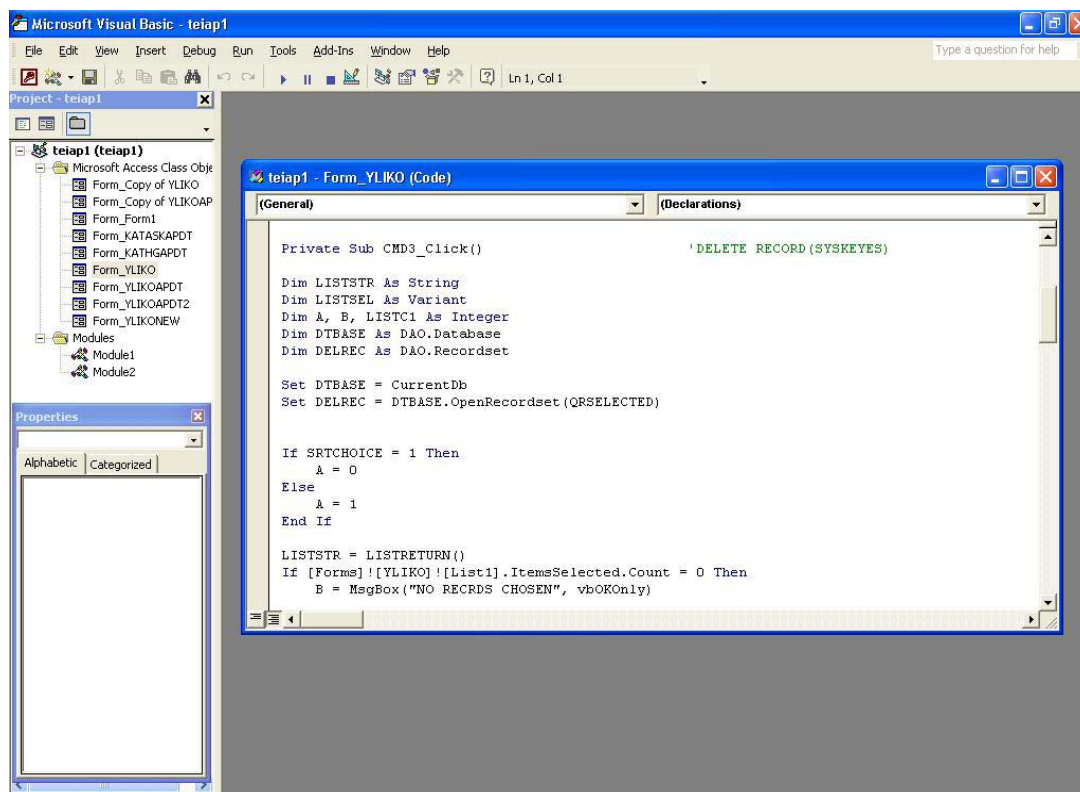 Microsoft Visual Basic - teiap1
File Edit View Insert Debug Run Tools Add-Ins Window Help
Type a question for help
Ln 1, Col 1
Project - teiap1
teiap1 (teiap1)
Microsoft Access Class Obje
Form_Copy of YLIKO
Form_Copy of YLIKOAP
Form_Form1
Form_KATASKAPDT
Form_KATHGAPDT
Form_YLIKO
Form_YLIKOAPDT
Form_YLIKOAPDT2
Form_YLIKONEW
Modules
Module1
Module2
Properties
Alphabetic Categorized
teiap1 - Form_YLIKO (Code)
(General) (Declarations)
Private Sub CMD3_Click() 'DELETE RECORD(SYSKEYES)
Dim LISTSTR As String
Dim LISTSEL As Variant
Dim A, B, LISTC1 As Integer
Dim DTBASE As DAO.Database
Dim DELREC As DAO.Recordset
Set DTBASE = CurrentDb
Set DELREC = DTBASE.OpenRecordset(QRSELECTED)
If SRTCHOICE = 1 Then
A = 0
Else
A = 1
End If
LISTSTR = LISTRETURN()
If [Forms]![YLIKO]![List1].ItemsSelected.Count = 0 Then
B = MsgBox("NO RECRDS CHOSEN", vbOKOnly)